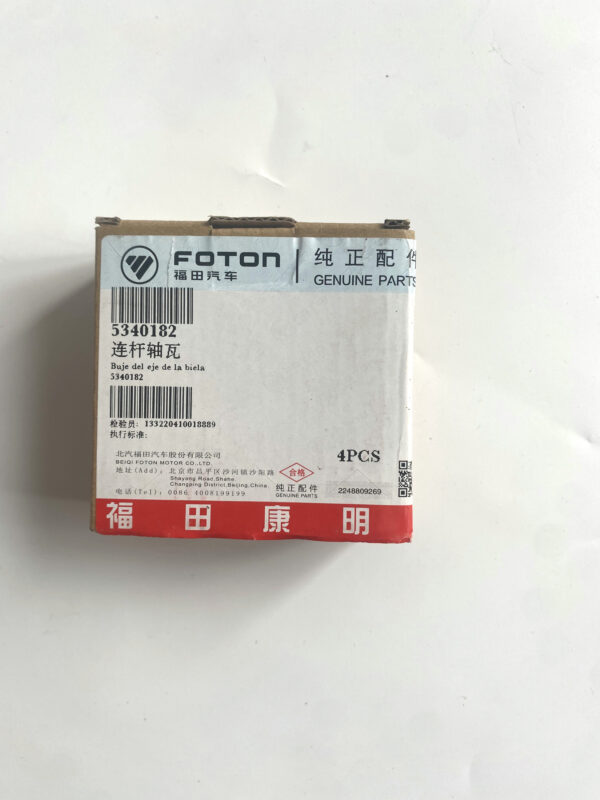 FOTON
福田汽车
纯正配件
GENUINE PARTS
5340182
连杆轴瓦
Buje del eje de la biela
5340182
检验员: 133220410018889
执行标准:
北汽福田汽车股份有限公司
BEIQI FOTON MOTOR CO.,LTD.
地址(Add): 北京市昌平区沙河镇沙阳路
Shayang Road,Shahe
Changping District,Beijing,China.
电话(Tel): 0086 4008199199
合格
纯正配件
GENUINE PARTS
4PCS
2248809269
福田康明